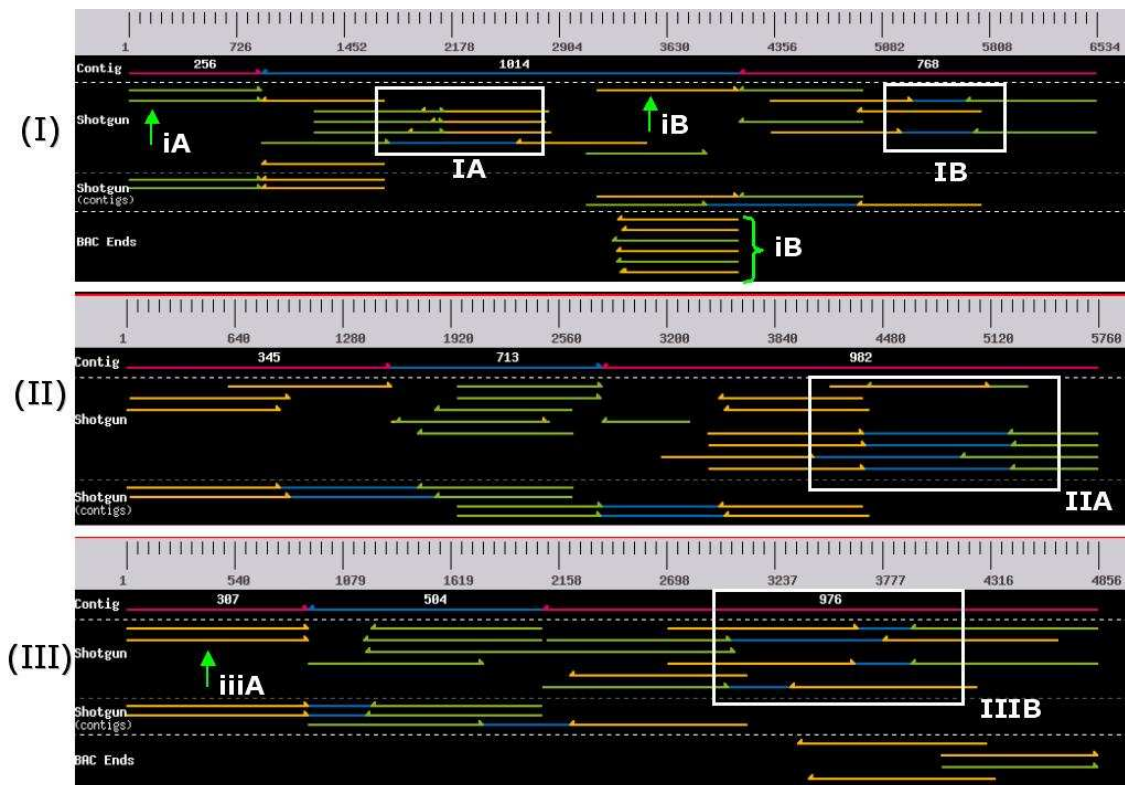 1 726 1452 2178 2904 3630 4356 5082 5808 6534
Contig 256 1014 768
(I)
Shotgun
iA
iB
IA
IB
Shotgun
(contigs)
BAC Ends
iB
1 640 1280 1920 2560 3200 3840 4480 5120 5760
Contig 345 713 982
(II)
Shotgun
IIA
Shotgun
(contigs)
1 540 1079 1619 2158 2698 3237 3777 4316 4856
Contig 307 504 976
(III)
Shotgun
iiiA
IIIB
Shotgun
(contigs)
BAC Ends